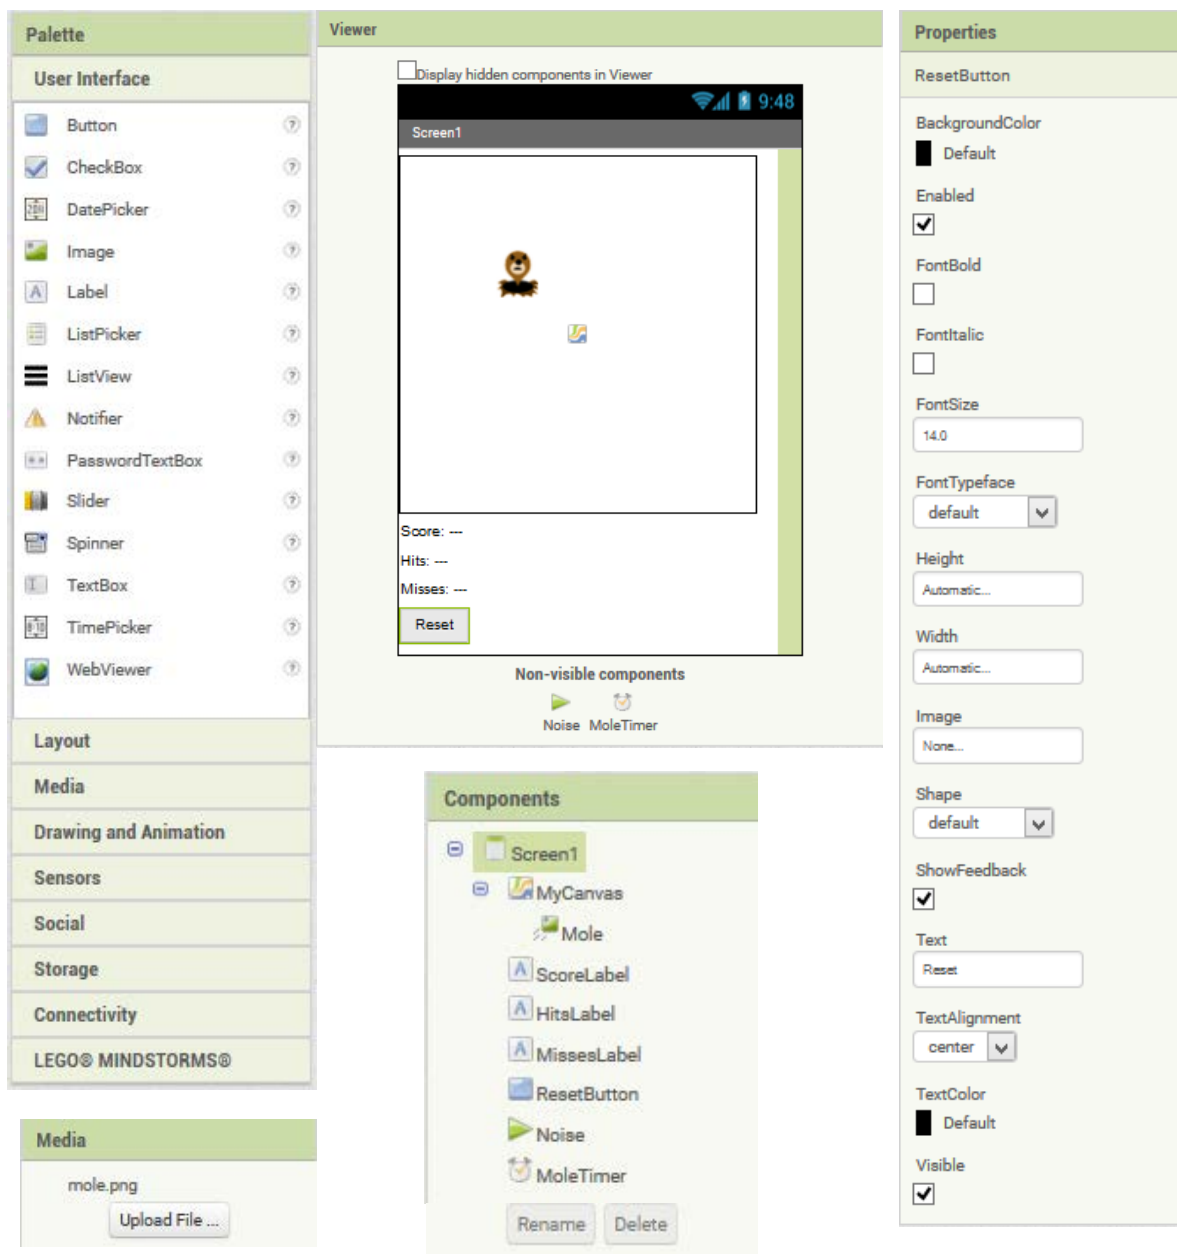 Palette
User Interface
Button
CheckBox
DatePicker
Image
Label
ListPicker
ListView
Notifier
PasswordTextBox
Slider
Spinner
TextBox
TimePicker
WebViewer
Layout
Media
Drawing and Animation
Sensors
Social
Storage
Connectivity
LEGO® MINDSTORMS®
Media
mole.png
Upload File ...
Viewer
Display hidden components in Viewer
9:48
Screen1
Score: ---
Hits: ---
Misses: ---
Reset
Non-visible components
Noise MoleTimer
Components
Screen1
MyCanvas
Mole
ScoreLabel
HitsLabel
MissesLabel
ResetButton
Noise
MoleTimer
Rename Delete
Properties
ResetButton
BackgroundColor
Default
Enabled
FontBold
FontItalic
FontSize
14.0
FontTypeface
default
Height
Automatic...
Width
Automatic...
Image
None...
Shape
default
ShowFeedback
Text
Reset
TextAlignment
center
TextColor
Default
Visible